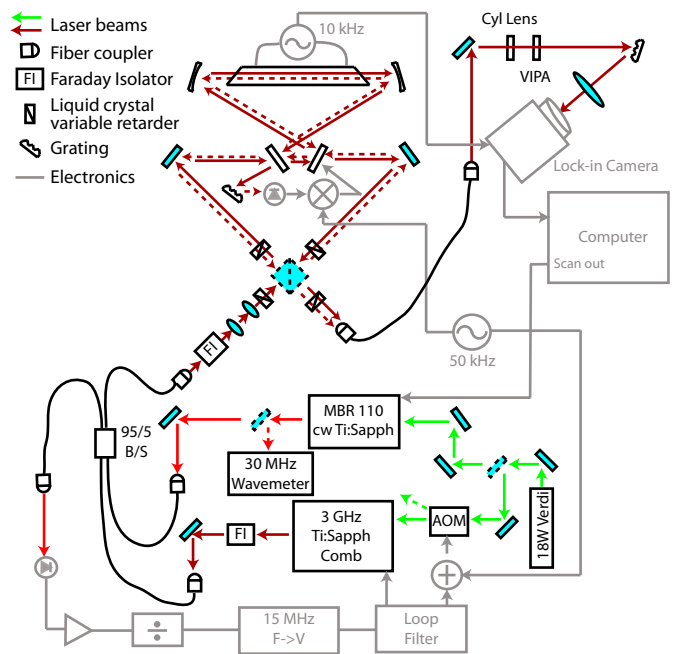 Laser beams
Fiber coupler
FI
Faraday Isolator
Liquid crystal
variable retarder
Grating
Electronics
10 kHz
Cyl Lens
VIPA
Lock-in Camera
Computer
Scan out
50 kHz
FI
95/5
B/S
MBR 110
cw Ti:Sapph
30 MHz
Wavemeter
3 GHz
Ti:Sapph
Comb
FI
AOM
18W Verdi
15 MHz
F->V
Loop
Filter